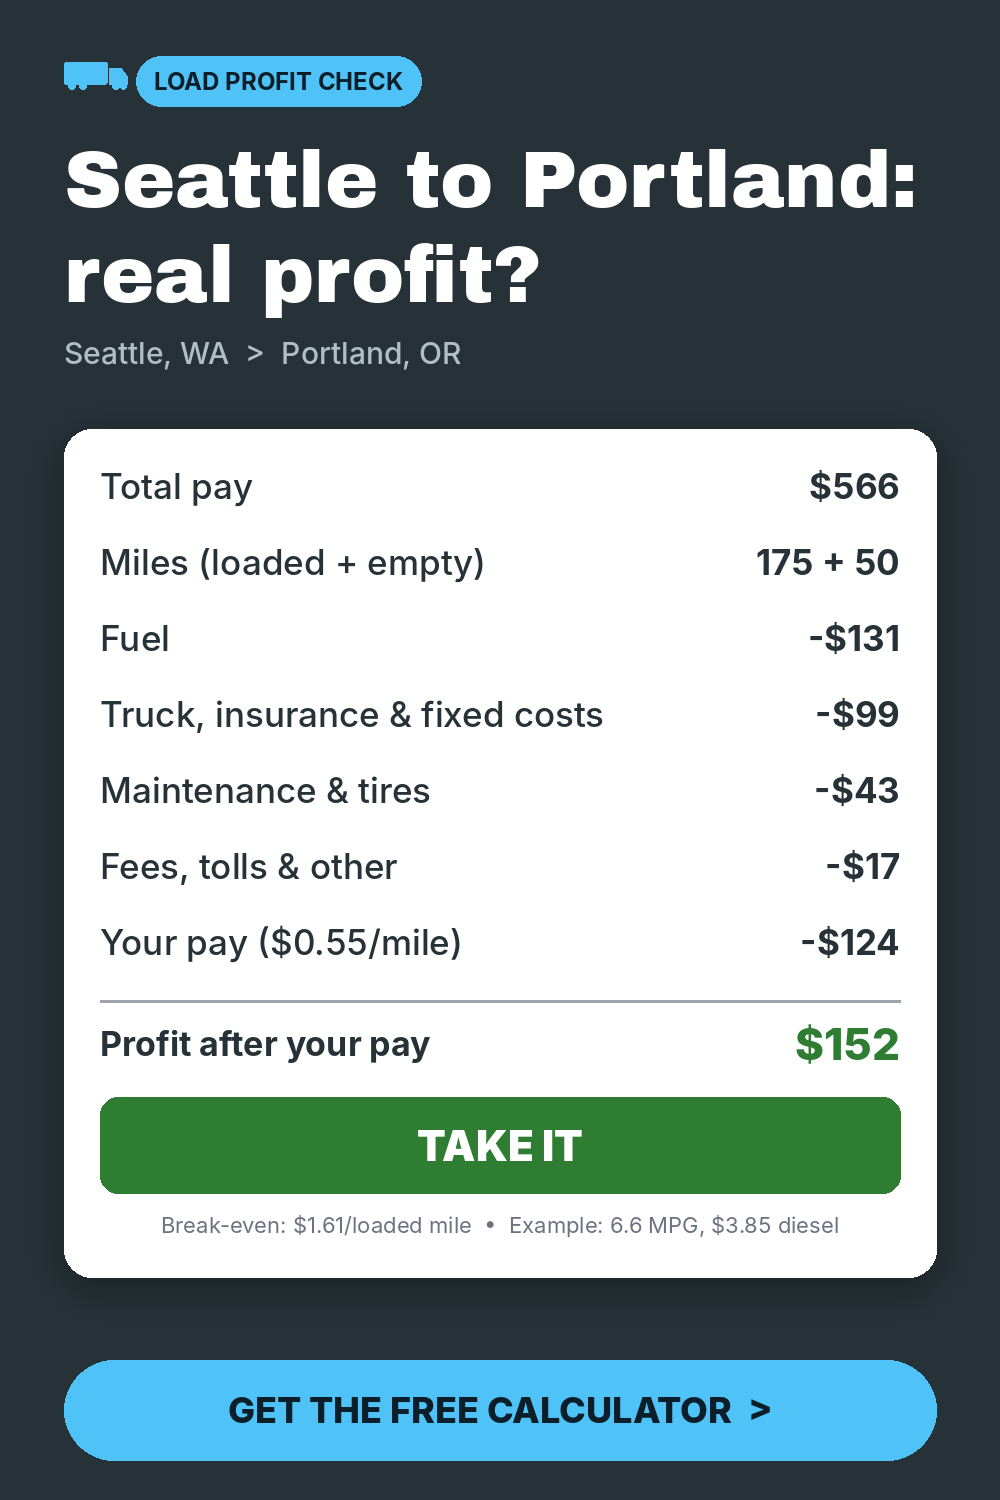 LOAD PROFIT CHECK
Seattle to Portland:
real profit?
Seattle, WA > Portland, OR
Total pay $566
Miles (loaded + empty) 175 + 50
Fuel -$131
Truck, insurance & fixed costs -$99
Maintenance & tires -$43
Fees, tolls & other -$17
Your pay ($0.55/mile) -$124
Profit after your pay $152
TAKE IT
Break-even: $1.61/loaded mile • Example: 6.6 MPG, $3.85 diesel
GET THE FREE CALCULATOR >